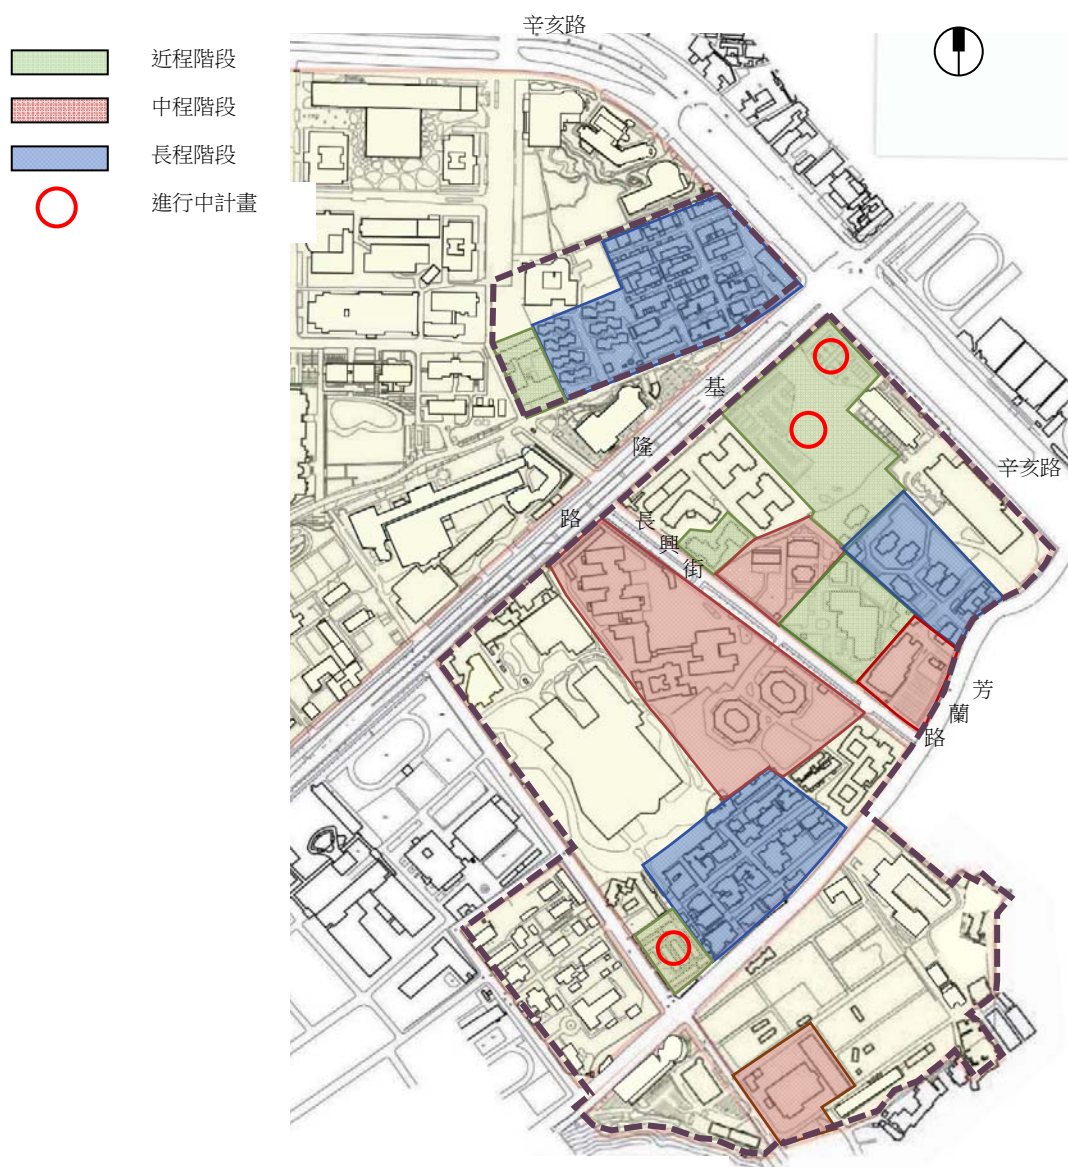 辛亥路
近程階段
中程階段
長程階段
進行中計畫
基隆路
辛亥路
長興街
芳蘭路